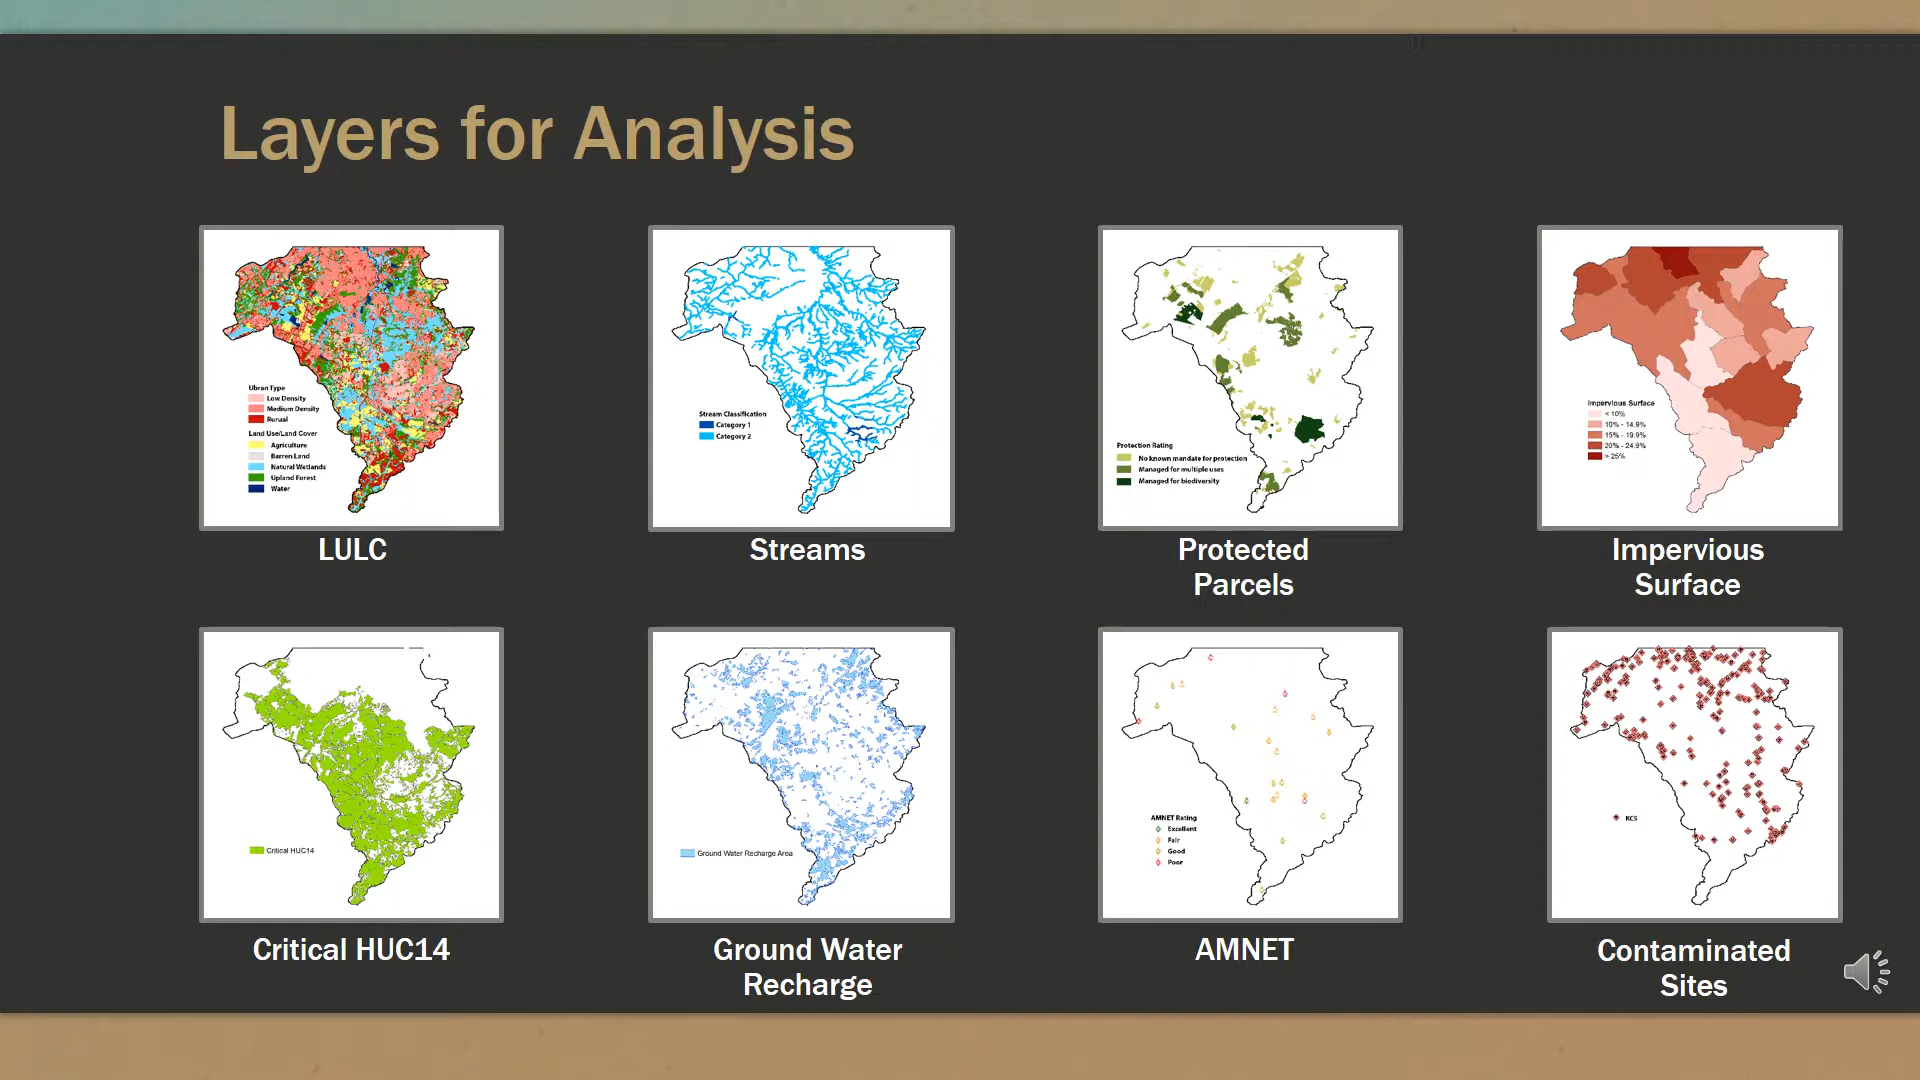 Layers for Analysis
Ubran Type
Low Density
Medium Density
Rurual
Land Use/Land Cover
Agriculture
Barren Land
Natural Wetlands
Upland Forest
Water
LULC
Stream Classification
Category 1
Category 2
Streams
Protection Rating
No known mandate for protection
Managed for multiple uses
Managed for biodiversity
Protected
Parcels
Impervious Surface
< 10%
10% - 14.9%
15% - 19.9%
20% - 24.9%
> 25%
Impervious
Surface
Critical HUC14
Critical HUC14
Ground Water Recharge Area
Ground Water
Recharge
AMNET Rating
Excellent
Fair
Good
Poor
AMNET
KCS
Contaminated
Sites